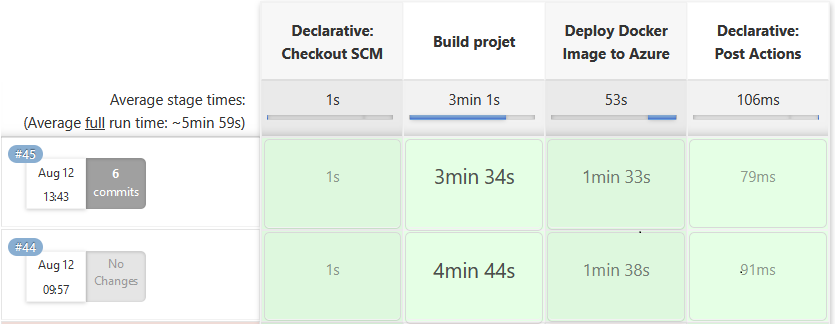 Declarative: Checkout SCM
Build projet
Deploy Docker Image to Azure
Declarative: Post Actions
Average stage times:
(Average full run time: ~5min 59s)
1s
3min 1s
53s
106ms
#45
Aug 12
13:43
6
commits
1s
3min 34s
1min 33s
79ms
#44
Aug 12
09:57
No
Changes
1s
4min 44s
1min 38s
91ms